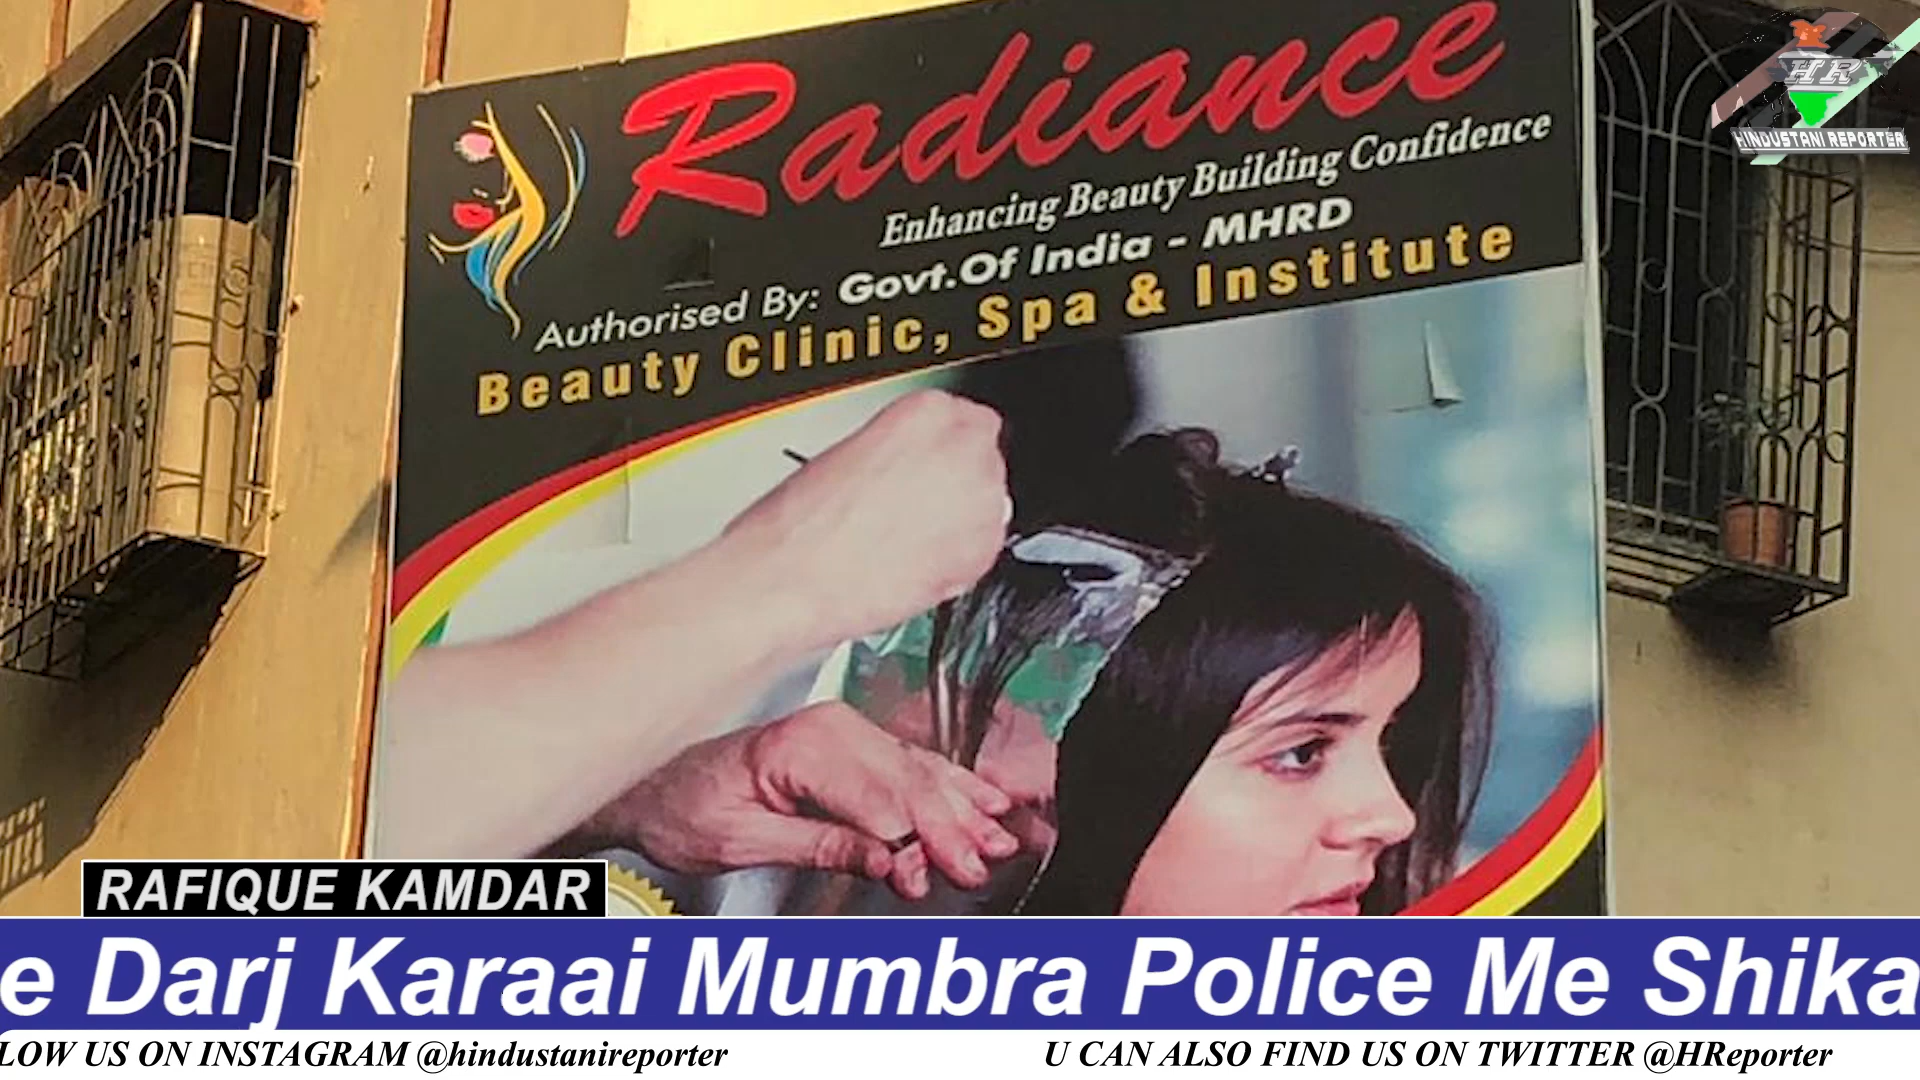 Radiance
Enhancing Beauty Building Confidence
Authorised By: Govt.Of India - MHRD
Beauty Clinic, Spa & Institute
HR
HINDUSTANI REPORTER
RAFIQUE KAMDAR
e Darj Karaai Mumbra Police Me Shika
LOW US ON INSTAGRAM @hindustanireporter
U CAN ALSO FIND US ON TWITTER @HReporter